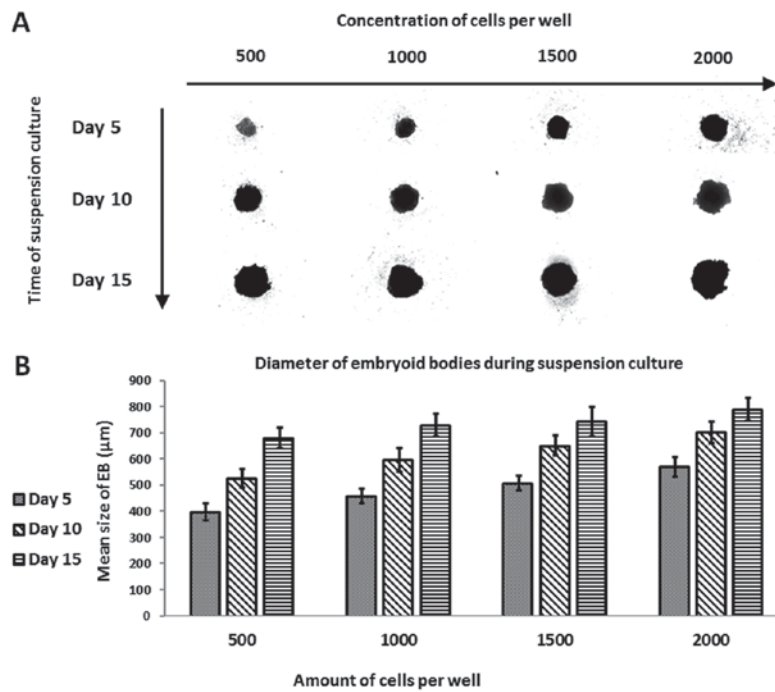 A
Concentration of cells per well
500 1000 1500 2000
Time of suspension culture
Day 5
Day 10
Day 15
B
Diameter of embryoid bodies during suspension culture
Mean size of EB (μm)
900
800
700
600
500
400
300
200
100
0
Day 5
Day 10
Day 15
500 1000 1500 2000
Amount of cells per well